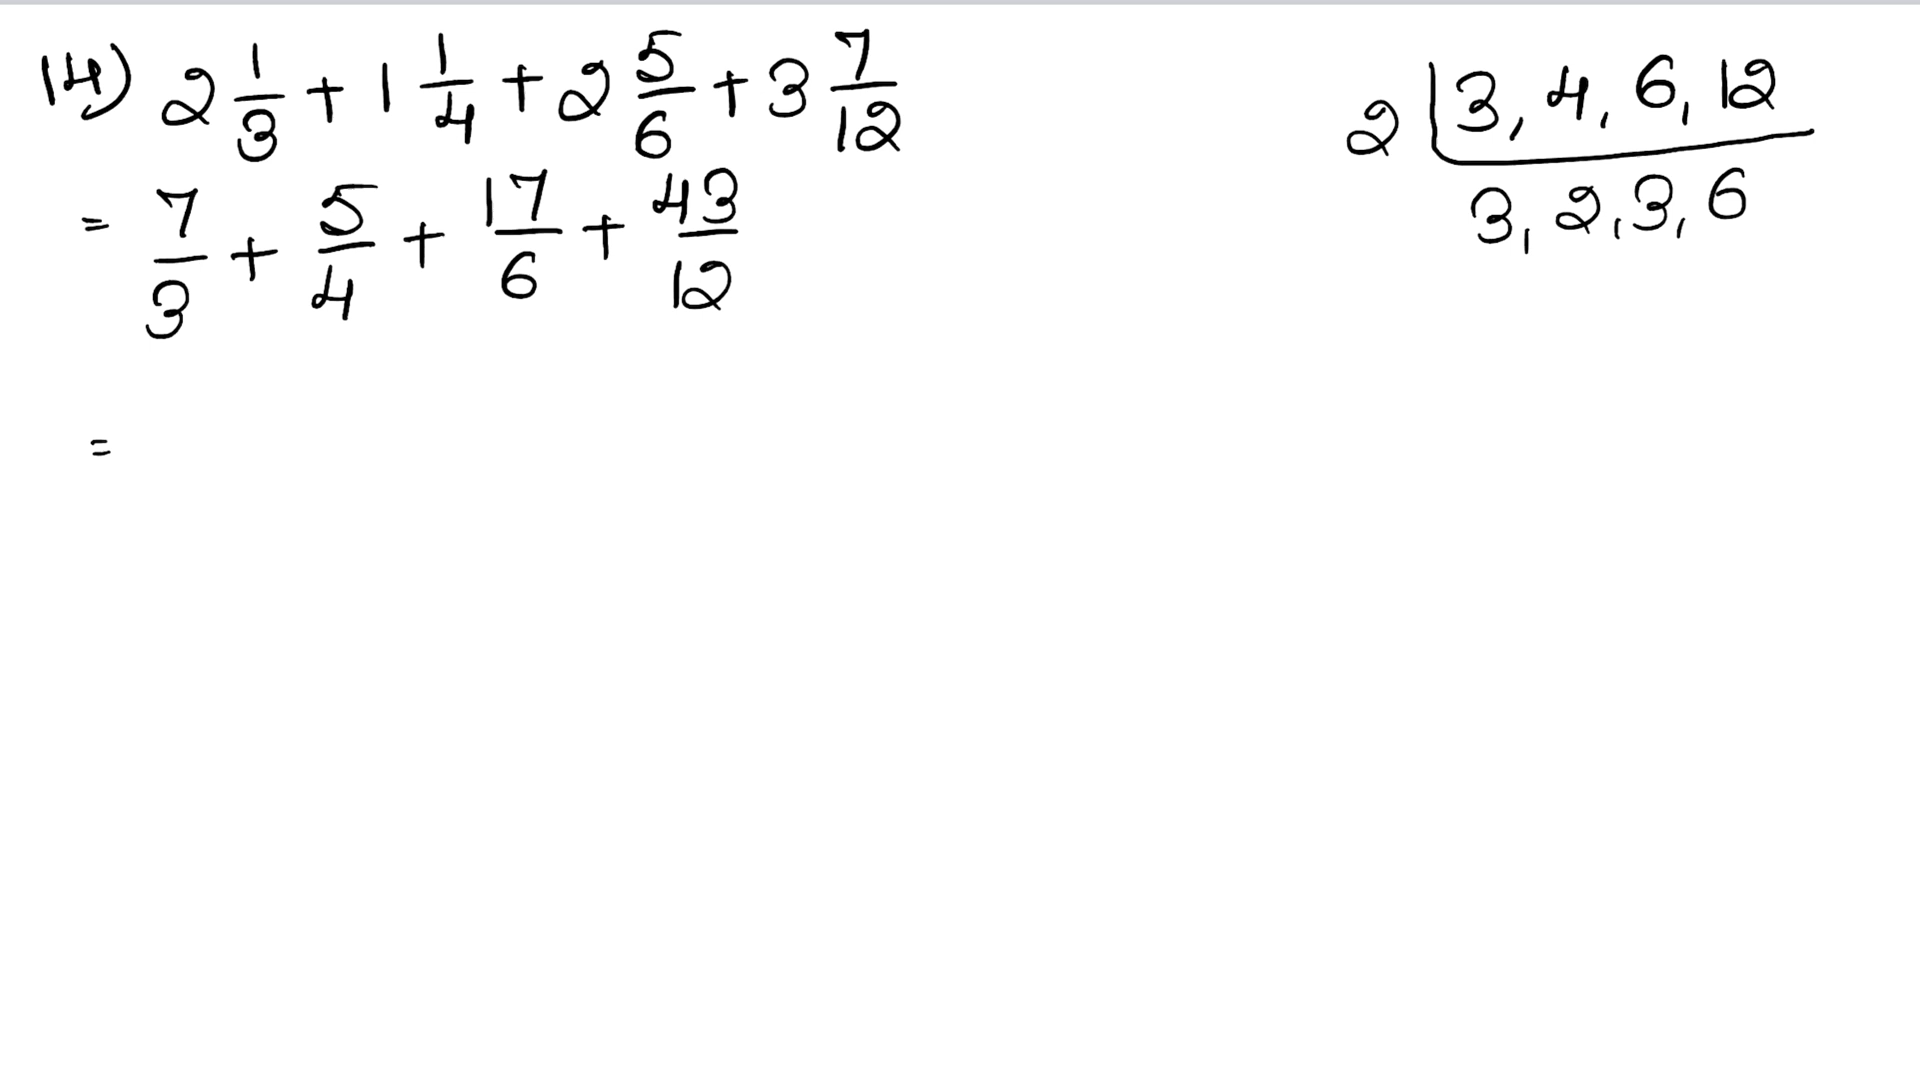 14) 2 1/3 + 1 1/4 + 2 5/6 + 3 7/12
= 7/3 + 5/4 + 17/6 + 43/12
=
2 | 3, 4, 6, 12
3, 2, 3, 6